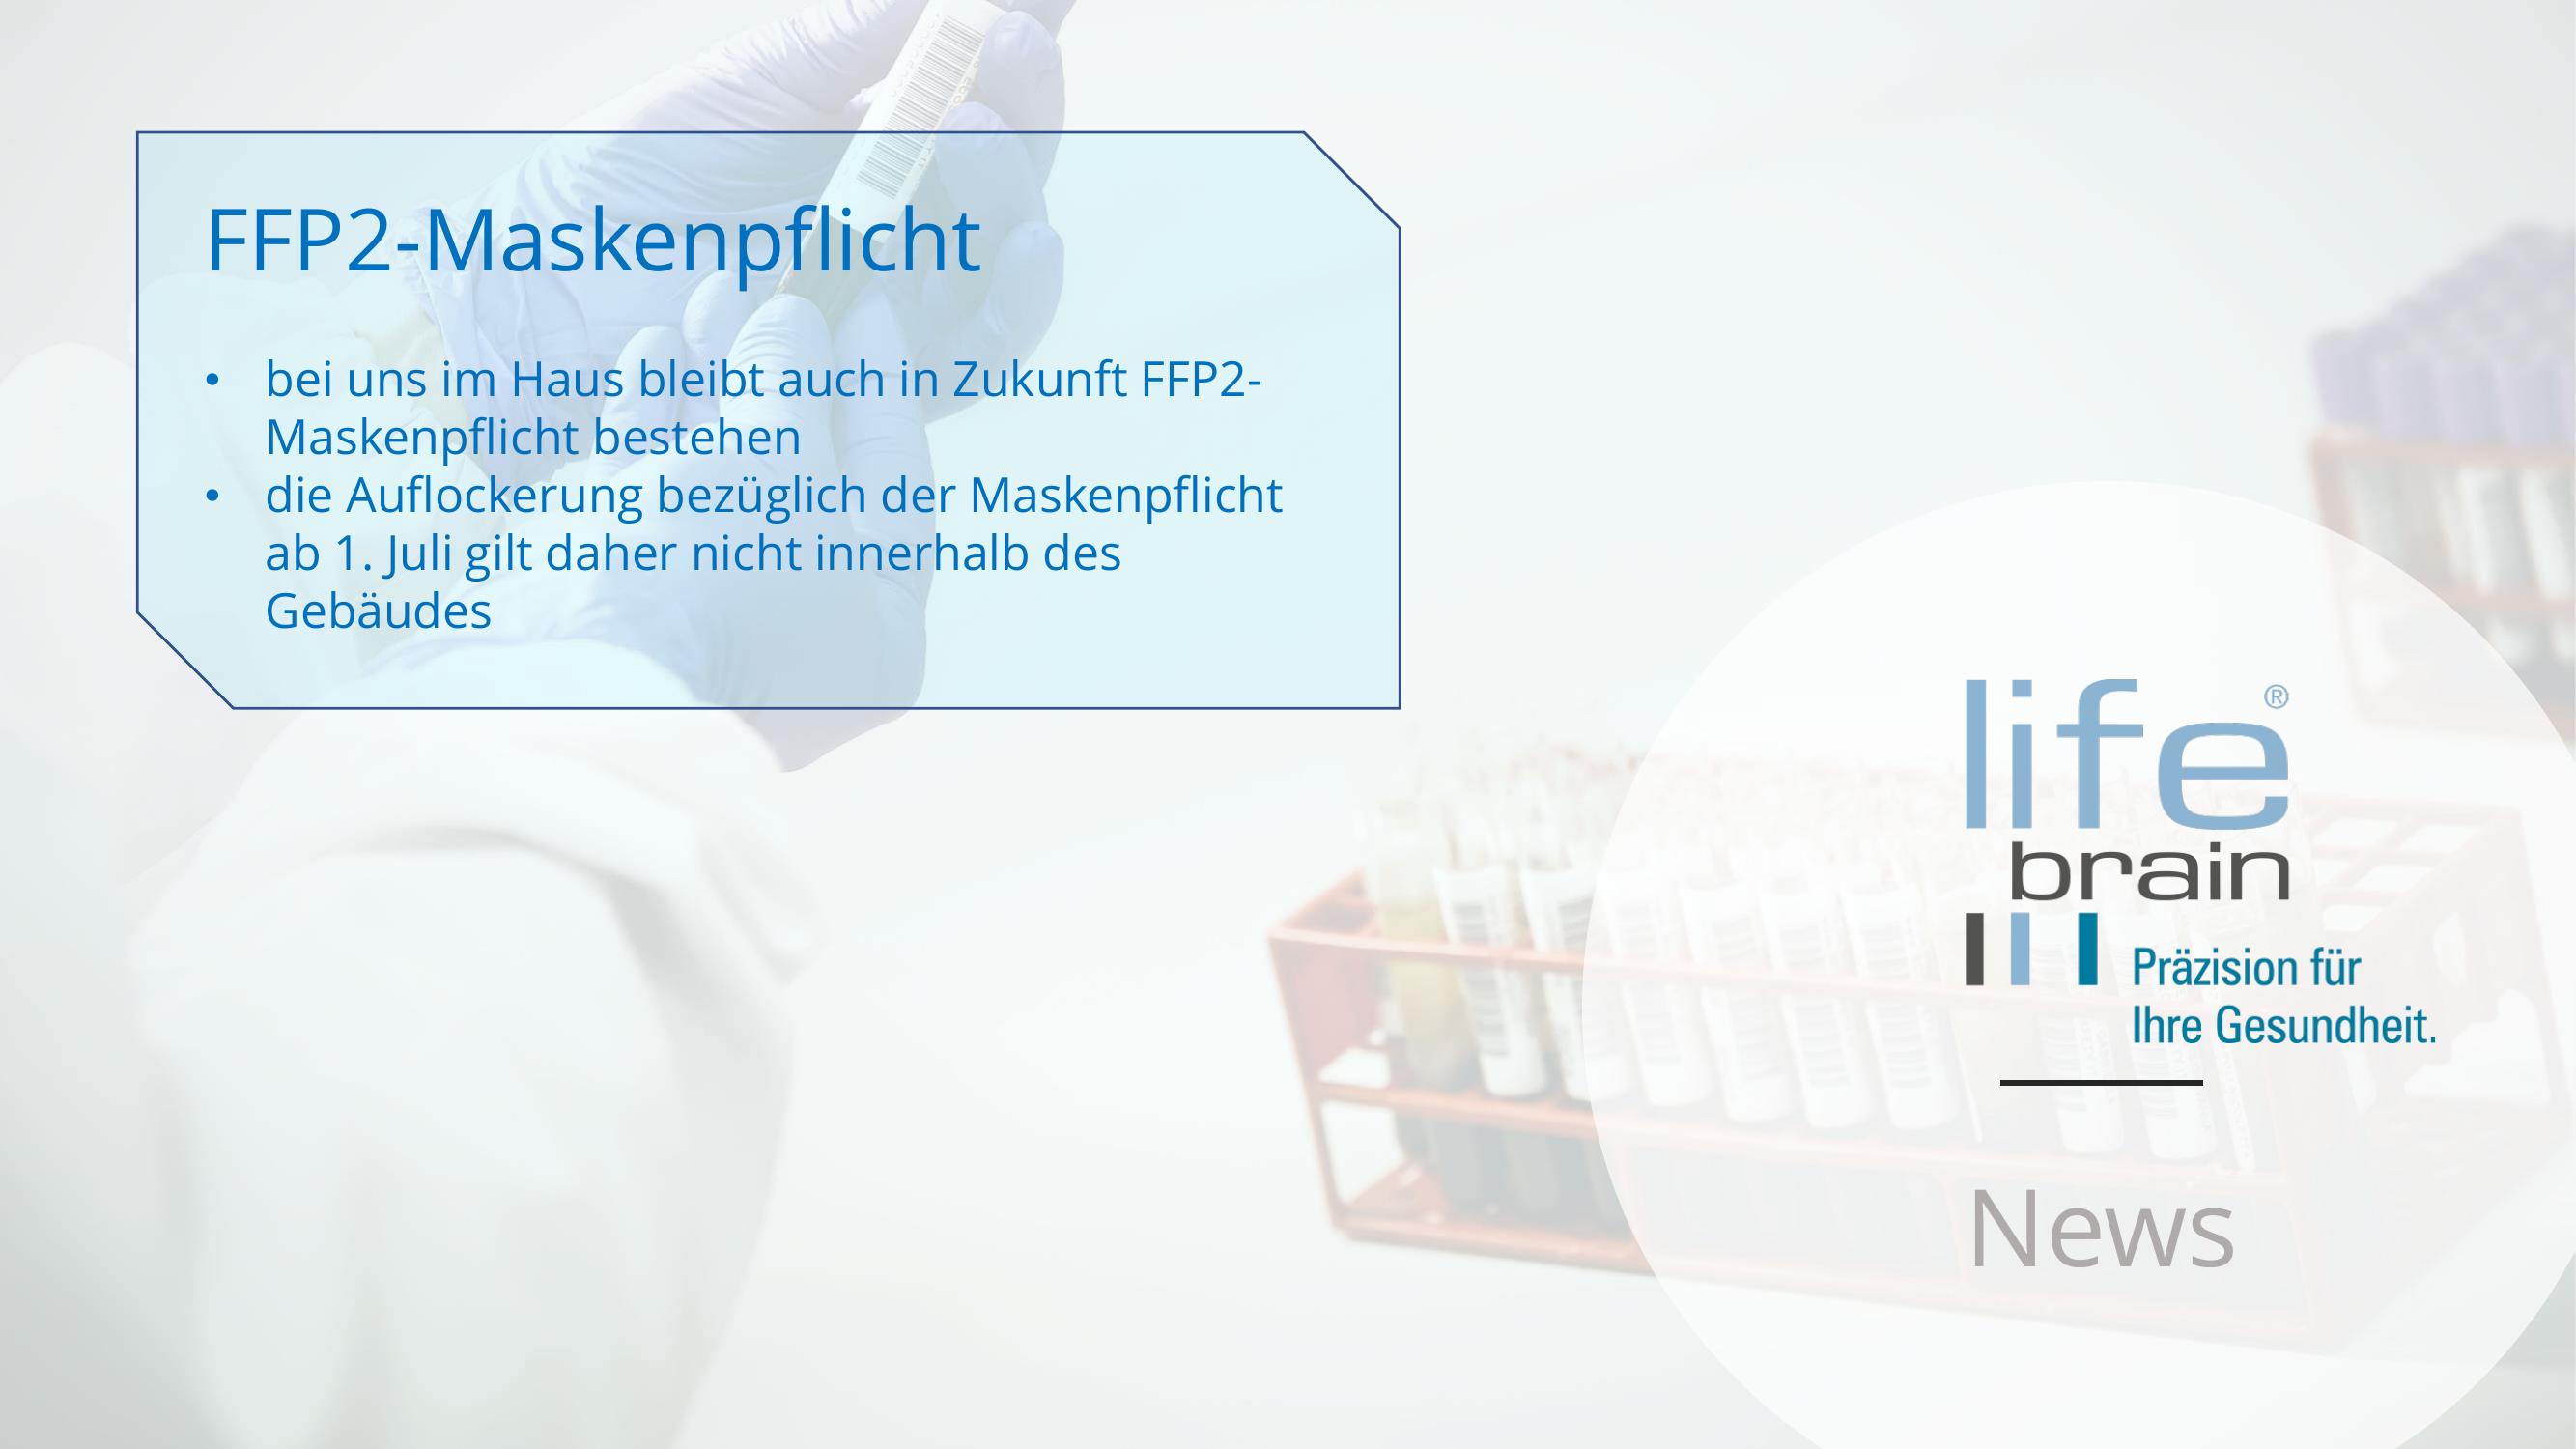 FFP2-Maskenpflicht
• bei uns im Haus bleibt auch in Zukunft FFP2-
Maskenpflicht bestehen
• die Auflockerung bezüglich der Maskenpflicht
ab 1. Juli gilt daher nicht innerhalb des
Gebäudes
life®
brain
Präzision für
Ihre Gesundheit.
News